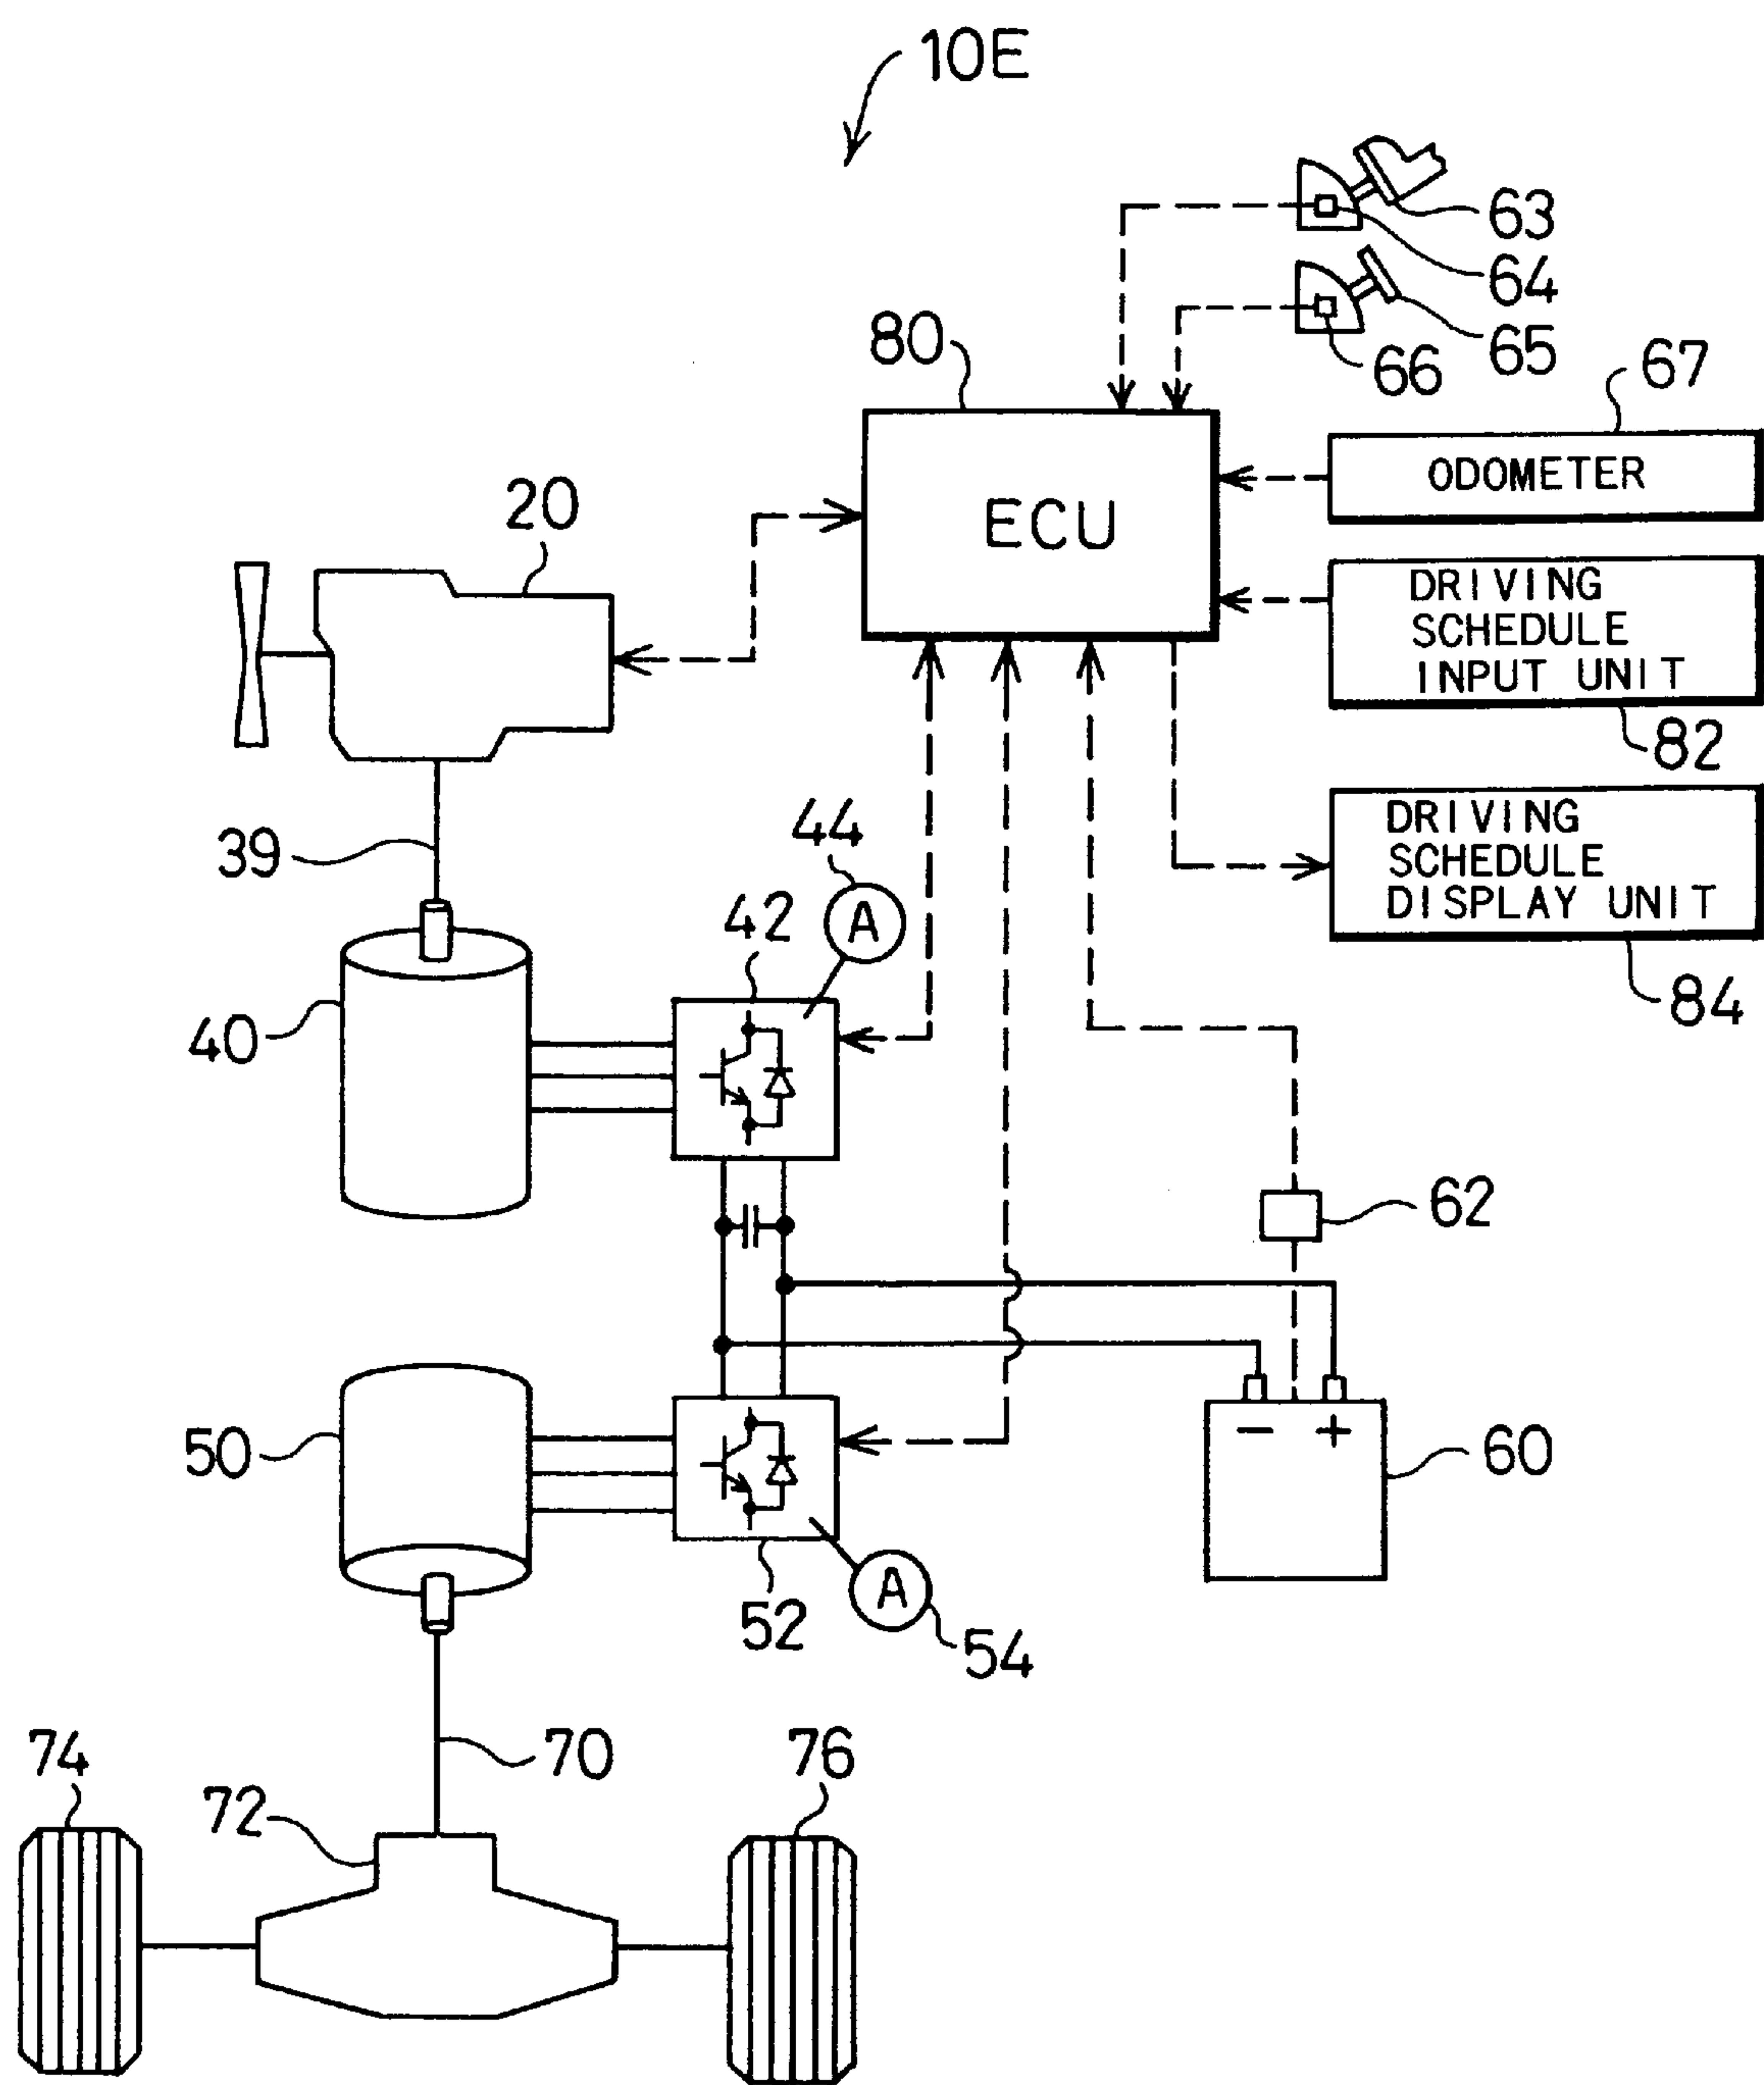 10E
63
64
65
66
80
67
ODOMETER
ECU
20
DRIVING
SCHEDULE
INPUT UNIT
82
DRIVING
SCHEDULE
DISPLAY UNIT
84
39
44
A
42
40
62
50
- +
60
52
A
54
74
70
76
72